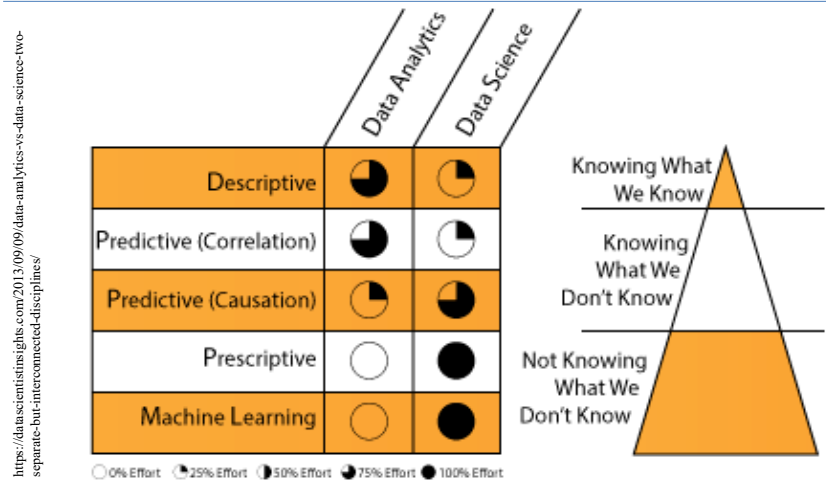 https://datascientistinsights.com/2013/09/09/data-analytics-vs-data-science-two-
separate-but-interconnected-disciplines/
Data Analytics
Data Science
Descriptive
Predictive (Correlation)
Predictive (Causation)
Prescriptive
Machine Learning
0% Effort 25% Effort 50% Effort 75% Effort 100% Effort
Knowing What
We Know
Knowing
What We
Don't Know
Not Knowing
What We
Don't Know